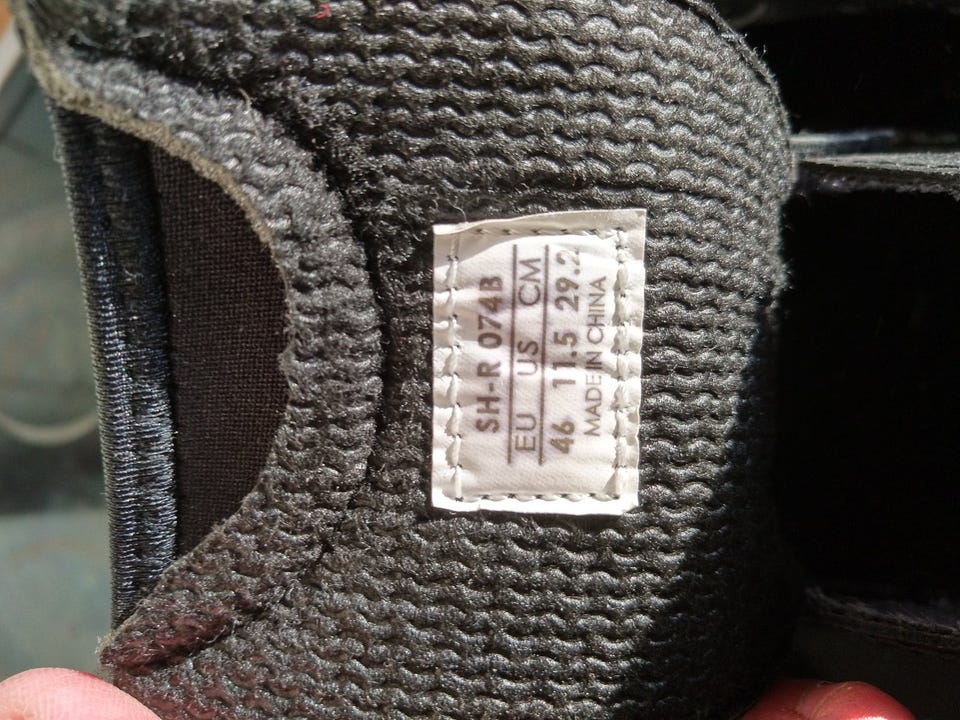 SH-R 074B
EU US CM
46 11.5 29.2
MADE IN CHINA